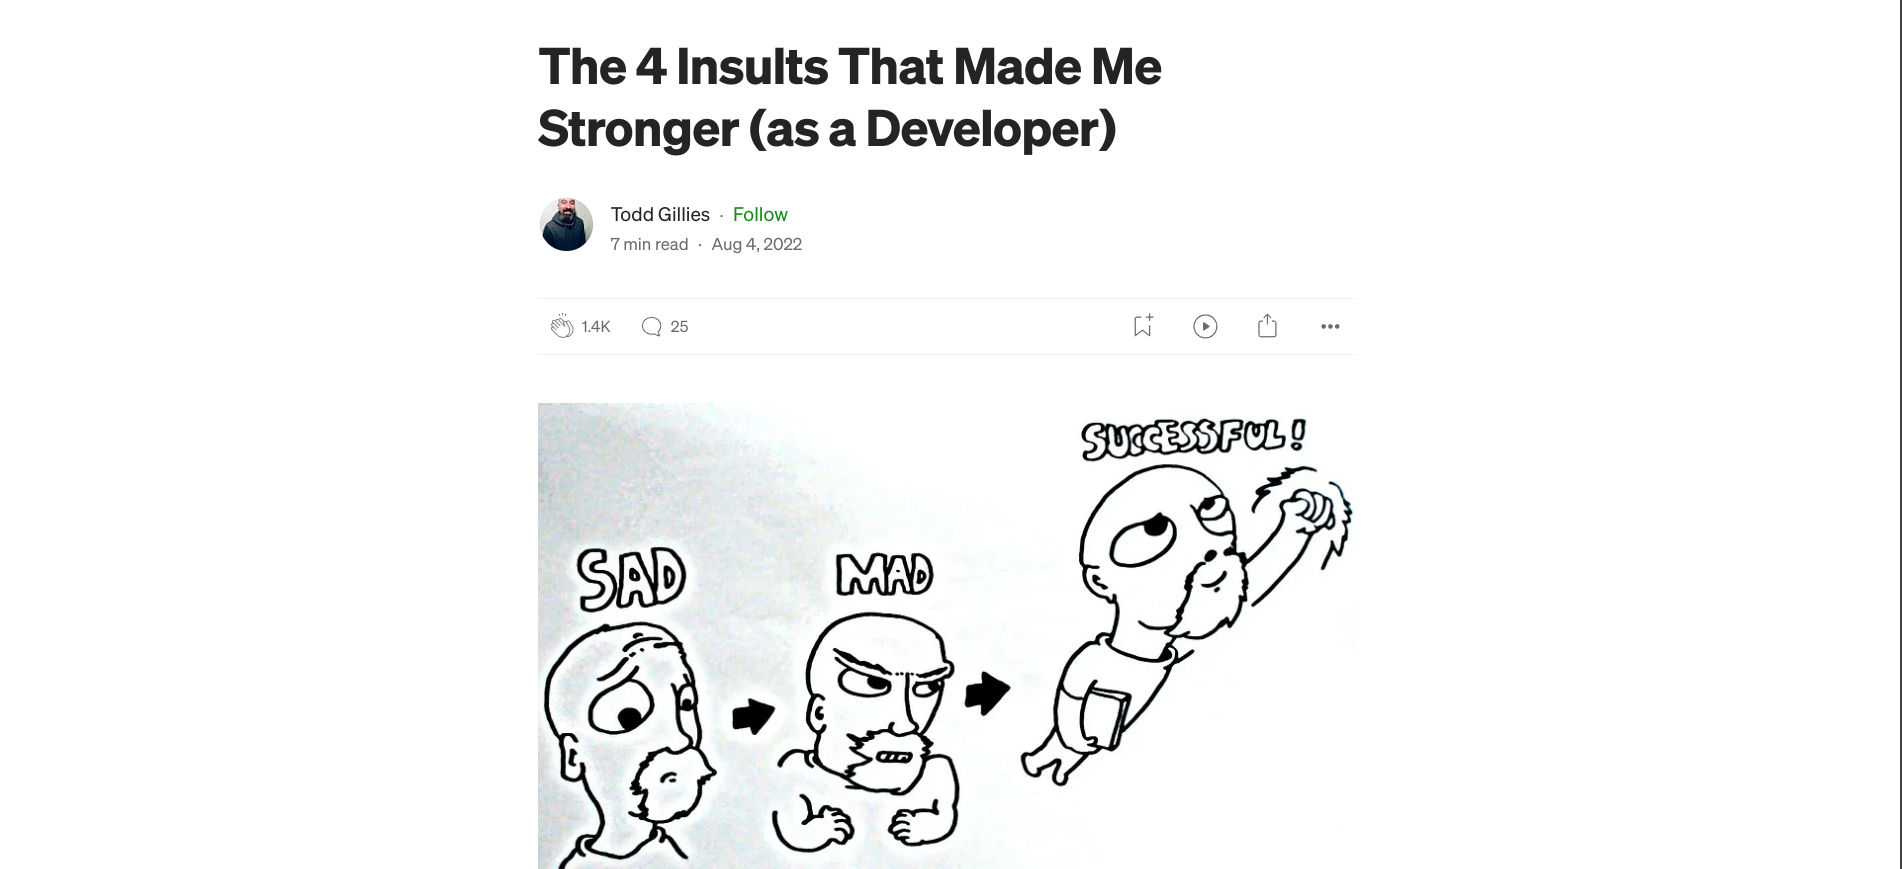 The 4 Insults That Made Me
Stronger (as a Developer)
Todd Gillies · Follow
7 min read · Aug 4, 2022
1.4K 25
SUCCESSFUL!
SAD
MAD